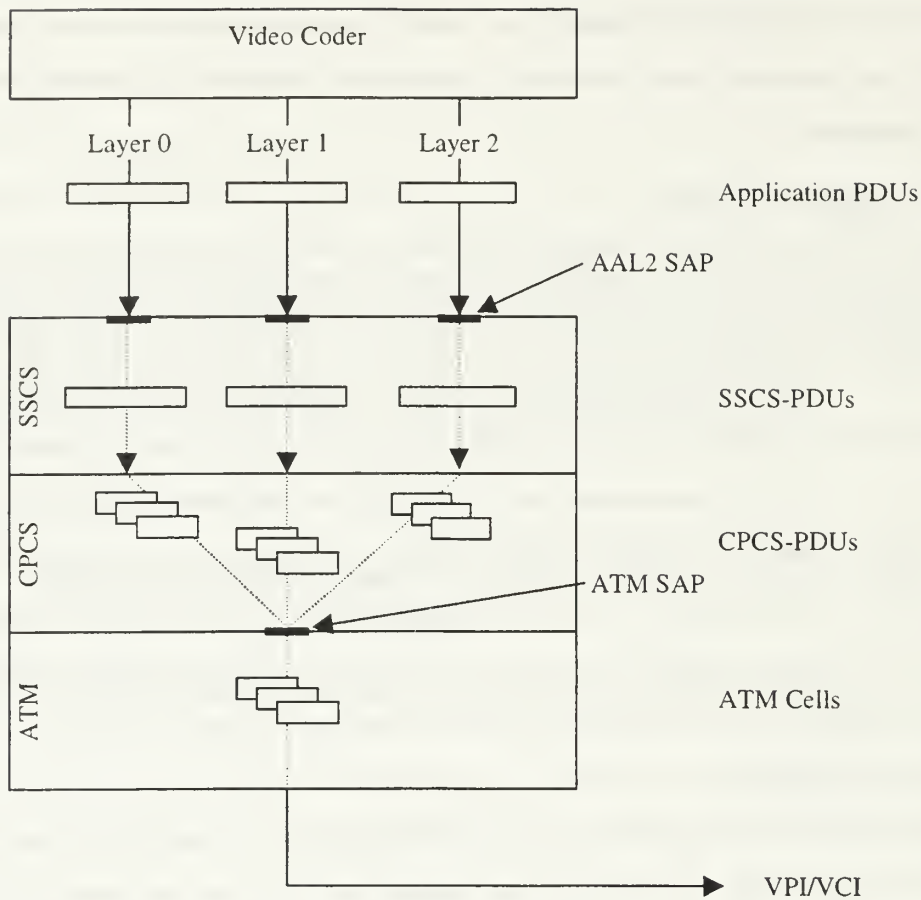 Video Coder
Layer 0
Layer 1
Layer 2
Application PDUs
AAL2 SAP
SSCS
SSCS-PDUs
CPCS
CPCS-PDUs
ATM SAP
ATM
ATM Cells
VPI/VCI